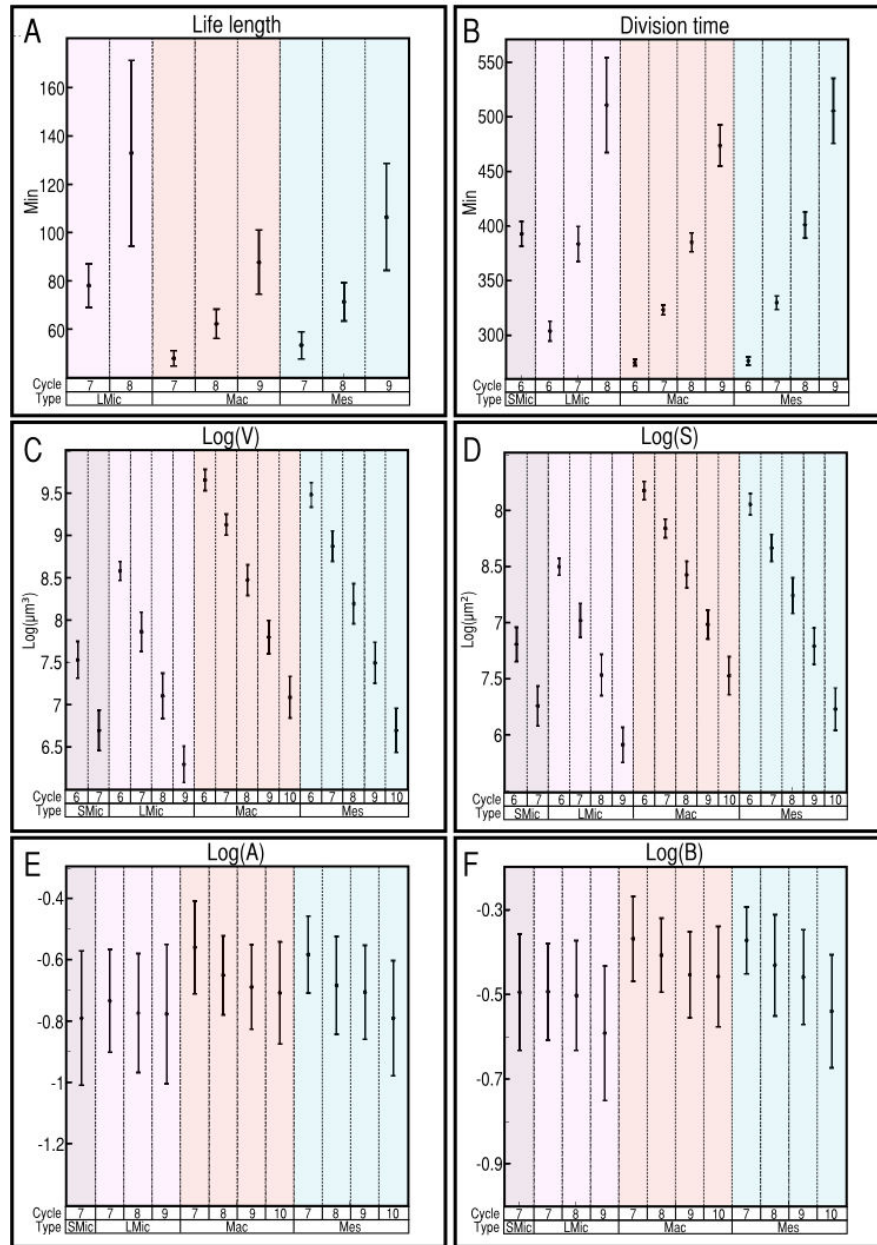 A Life length
160
140
120
100
80
60
Min
Cycle 7 8 7 8 9 7 8 9
Type LMic Mac Mes
B Division time
550
500
450
400
350
300
Min
Cycle 6 6 7 8 6 7 8 9 6 7 8 9
Type SMic LMic Mac Mes
C Log(V)
9.5
9
8.5
8
7.5
7
6.5
Log(μm³)
Cycle 6 7 6 7 8 9 6 7 8 9 10 6 7 8 9 10
Type SMic LMic Mac Mes
D Log(S)
8
8.5
7
7.5
6
Log(μm²)
Cycle 6 7 6 7 8 9 6 7 8 9 10 6 7 8 9 10
Type SMic LMic Mac Mes
E Log(A)
-0.4
-0.6
-0.8
-1
-1.2
Cycle 7 7 8 9 7 8 9 10 7 8 9 10
Type SMic LMic Mac Mes
F Log(B)
-0.3
-0.5
-0.7
-0.9
Cycle 7 7 8 9 7 8 9 10 7 8 9 10
Type SMic LMic Mac Mes